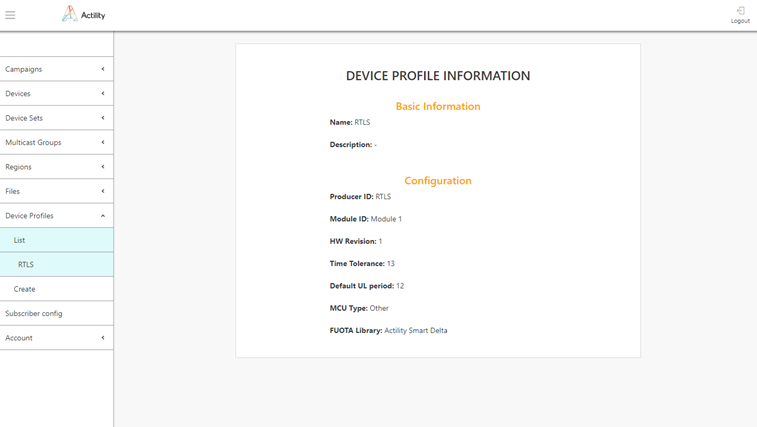 Actility
Logout
Campaigns
Devices
Device Sets
Multicast Groups
Regions
Files
Device Profiles
List
RTLS
Create
Subscriber config
Account
DEVICE PROFILE INFORMATION
Basic Information
Name: RTLS
Description: -
Configuration
Producer ID: RTLS
Module ID: Module 1
HW Revision: 1
Time Tolerance: 13
Default UL period: 12
MCU Type: Other
FUOTA Library: Actility Smart Delta